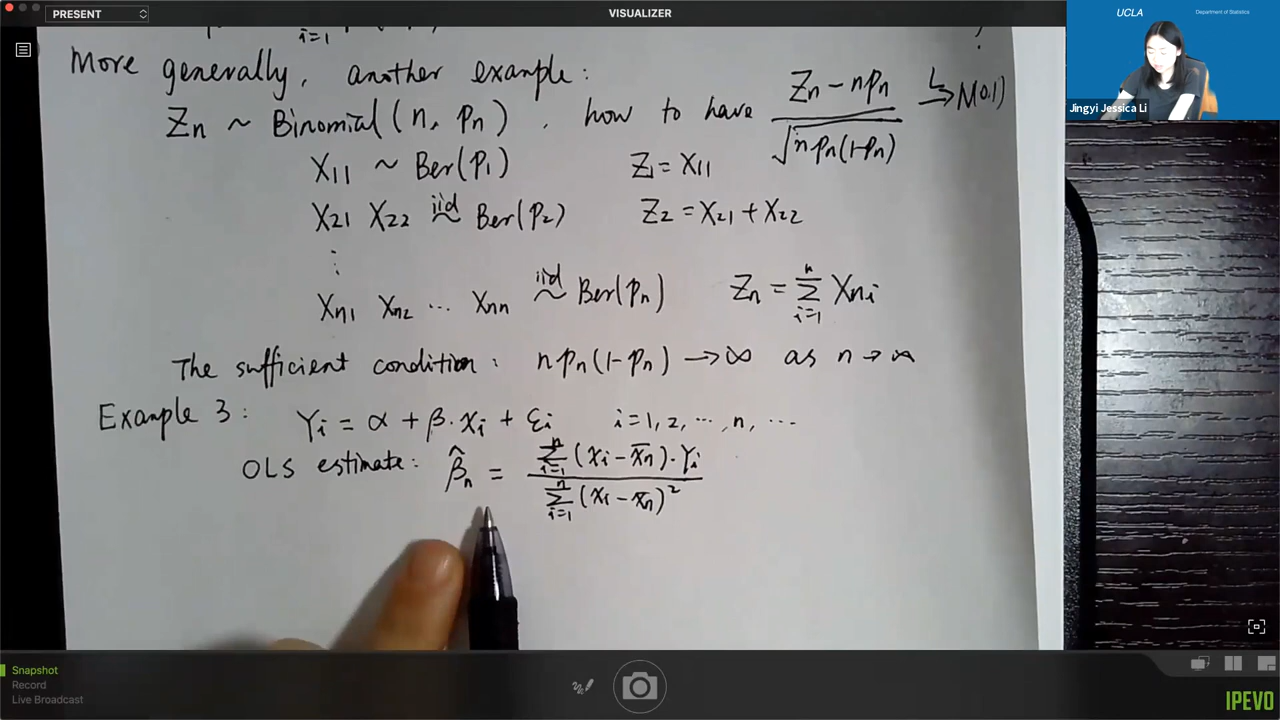 PRESENT
VISUALIZER
UCLA
Department of Statistics
Jingyi Jessica Li
i=1
?
More generally, another example:
Zn ~ Binomial(n, pn), how to have (Zn - npn) / √(npn(1-pn)) →L N(0,1)
X11 ~ Ber(p1) Z1 = X11
X21 X22 iid~ Ber(p2) Z2 = X21 + X22
⋮
Xn1 Xn2 ... Xnn iid~ Ber(pn) Zn = Σ_{i=1}^{n} Xni
The sufficient condition: npn(1-pn) → ∞ as n → ∞
Example 3: Yi = α + β·xi + εi i = 1, 2, ..., n, ...
OLS estimate: β̂n = Σ_{i=1}^{n} (xi - x̄n)·Yi / Σ_{i=1}^{n} (xi - x̄n)²
Snapshot
Record
Live Broadcast
IPEVO